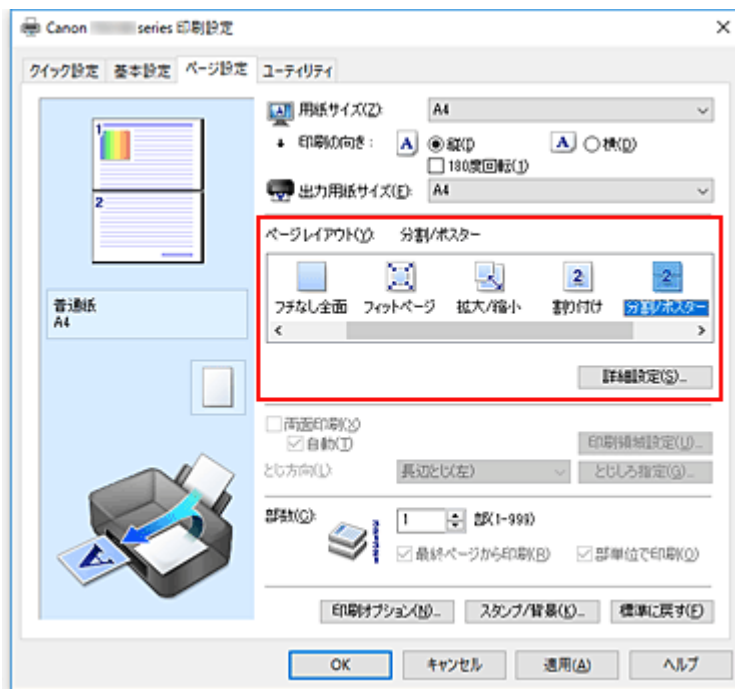 Canon series 印刷設定
クイック設定 基本設定 ページ設定 ユーティリティ
用紙サイズ(Z): A4
印刷の向き: A 縦(I) A 横(D)
180度回転(J)
出力用紙サイズ(E): A4
ページレイアウト(Y): 分割/ポスター
1
2
2 2
フチなし全面 フィットページ 拡大/縮小 割り付け 分割/ポスター
普通紙
A4
詳細設定(S)...
両面印刷(X)
自動(T) 印刷領域設定(U)...
とじ方向(L): 長辺とじ(左) とじしろ指定(G)...
部数(C): 1 部(1-999)
最終ページから印刷(R) 部単位で印刷(O)
A
印刷オプション(N)... スタンプ/背景(K)... 標準に戻す(F)
OK キャンセル 適用(A) ヘルプ